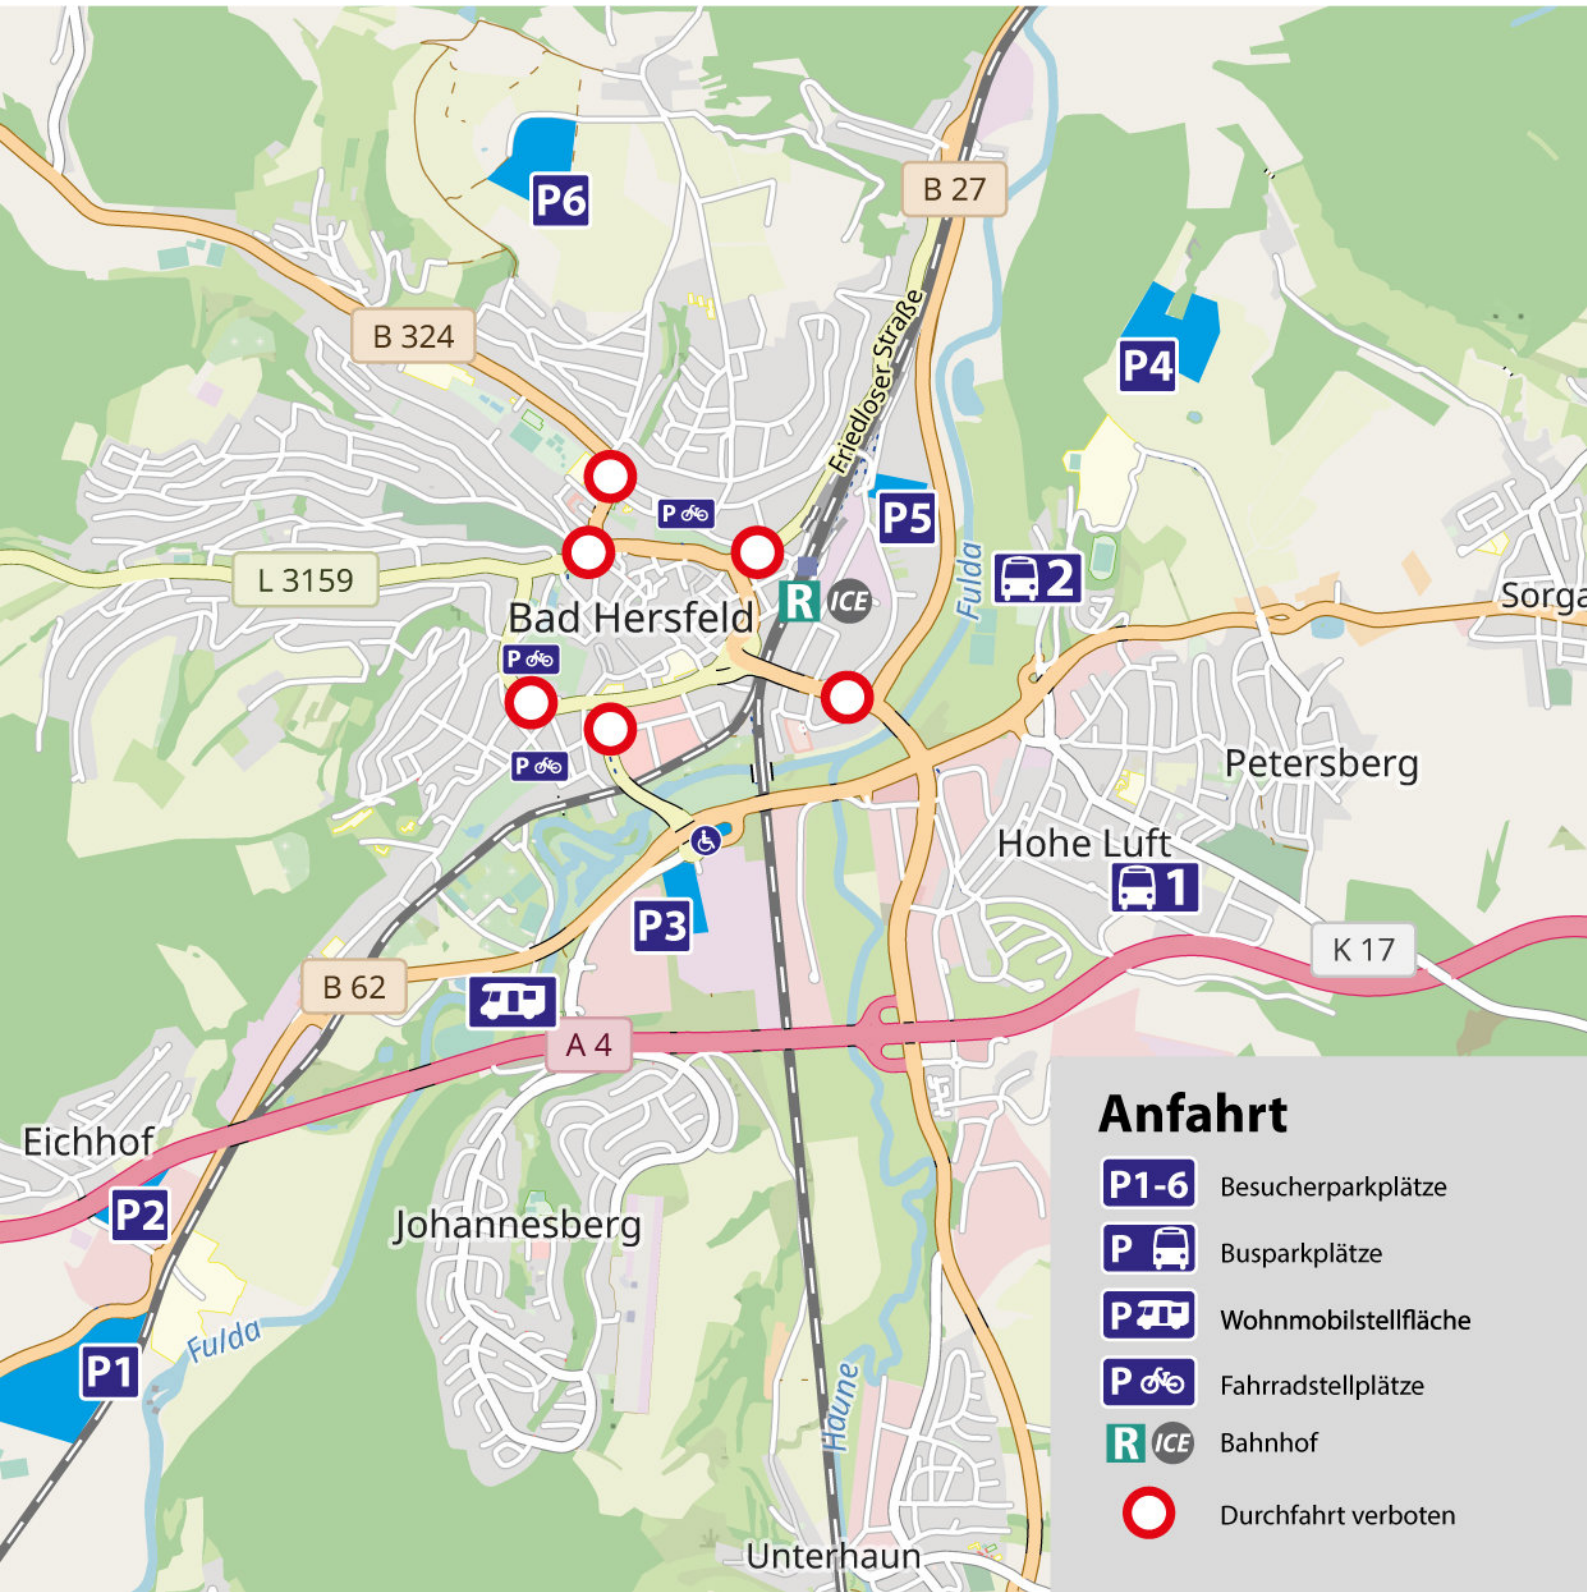 P6
B 27
B 324
Friedloser Straße
P4
P
P5
Fulda
2
L 3159
R ICE
Sorga
Bad Hersfeld
P
P
Petersberg
Hohe Luft
1
P3
K 17
B 62
A 4
Eichhof
P2
Johannesberg
P1
Fulda
Haune
Unterhaun
Anfahrt
P1-6 Besucherparkplätze
P Busparkplätze
P Wohnmobilstellfläche
P Fahrradstellplätze
R ICE Bahnhof
Durchfahrt verboten